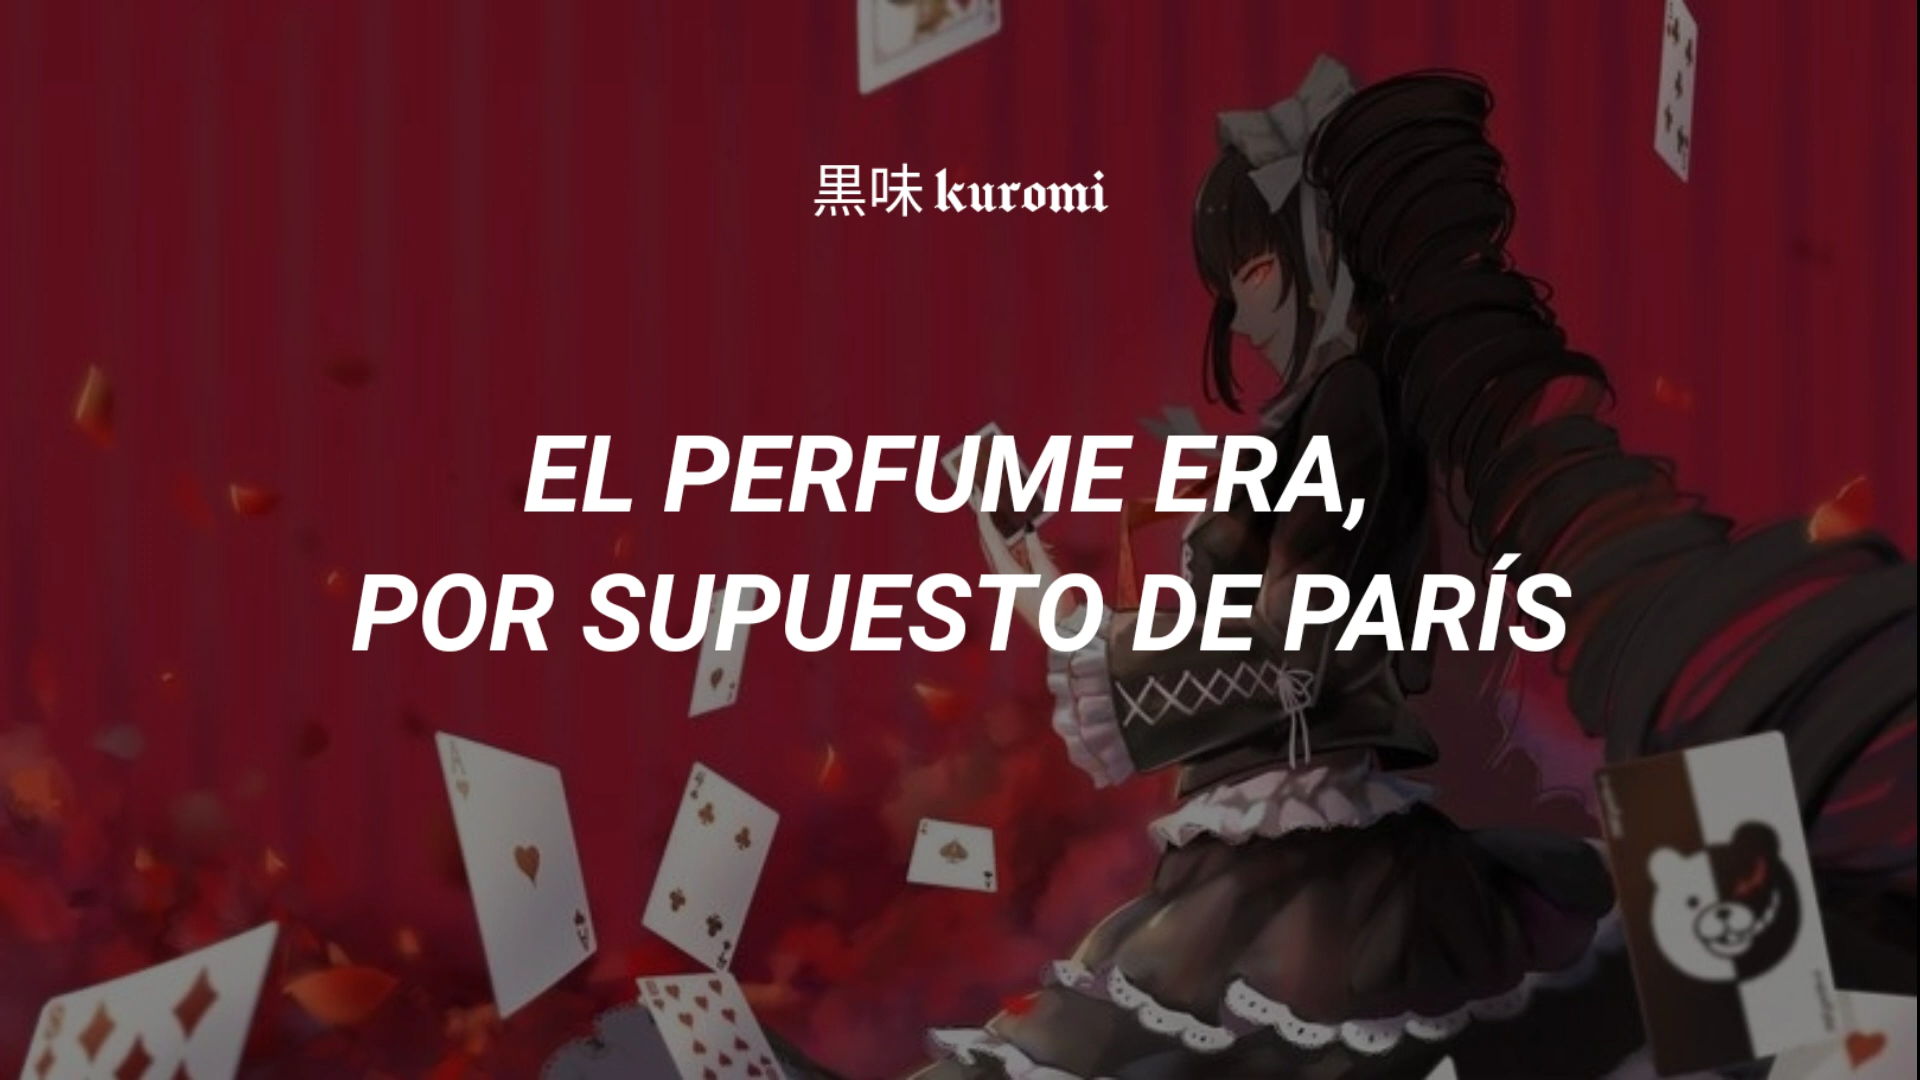 黒味 kuromi
EL PERFUME ERA,
POR SUPUESTO DE PARÍS